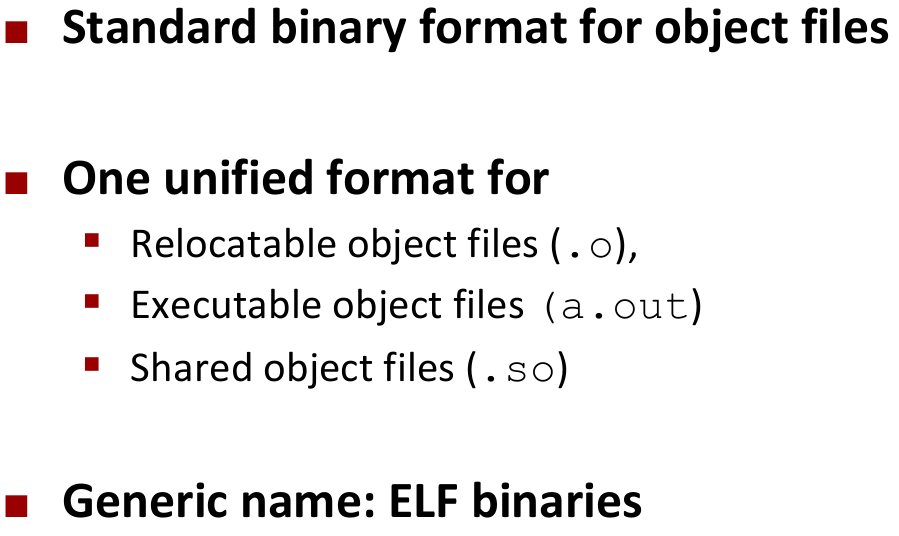 Standard binary format for object files
One unified format for
Relocatable object files (.o),
Executable object files (a.out)
Shared object files (.so)
Generic name: ELF binaries